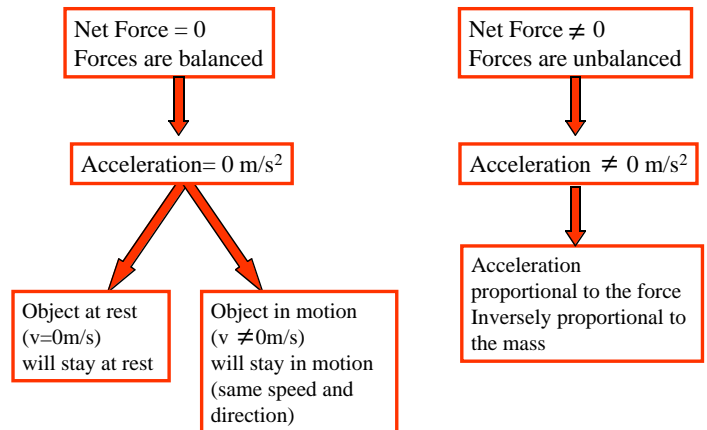 Net Force = 0
Forces are balanced
Acceleration= 0 m/s²
Object at rest
(v=0m/s)
will stay at rest
Object in motion
(v ≠0m/s)
will stay in motion
(same speed and
direction)
Net Force ≠ 0
Forces are unbalanced
Acceleration ≠ 0 m/s²
Acceleration
proportional to the force
Inversely proportional to
the mass